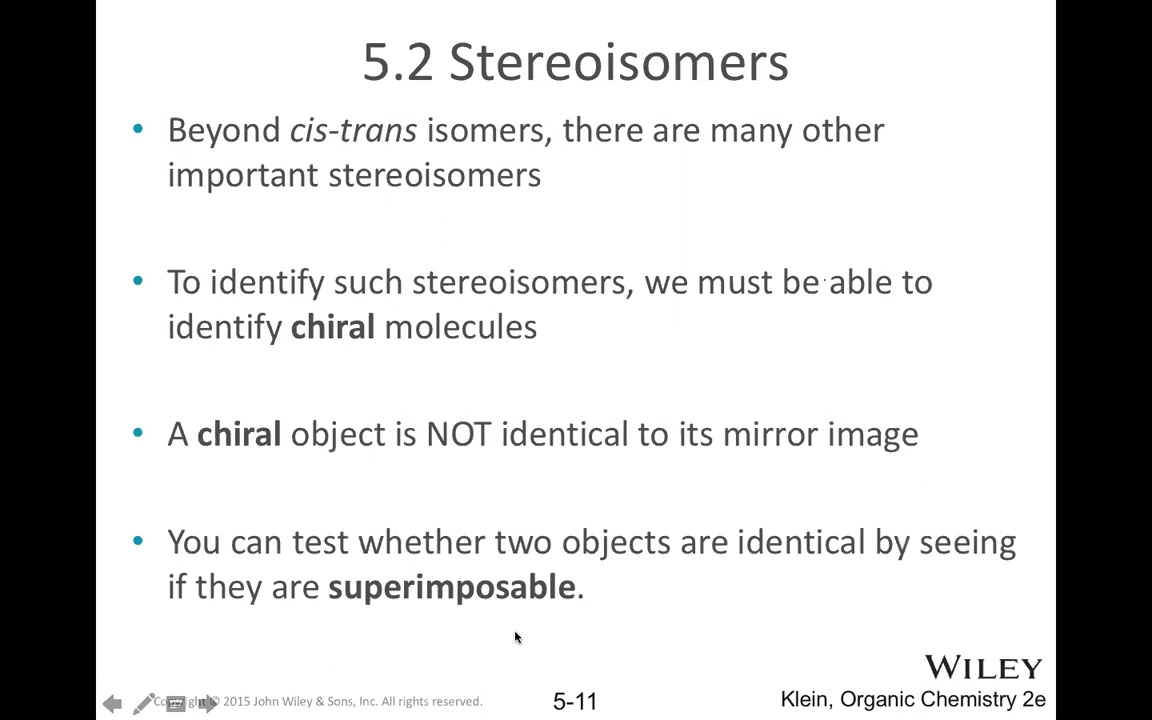 5.2 Stereoisomers
• Beyond cis-trans isomers, there are many other
important stereoisomers
• To identify such stereoisomers, we must be able to
identify chiral molecules
• A chiral object is NOT identical to its mirror image
• You can test whether two objects are identical by seeing
if they are superimposable.
WILEY
Copyright © 2015 John Wiley & Sons, Inc. All rights reserved.
5-11
Klein, Organic Chemistry 2e